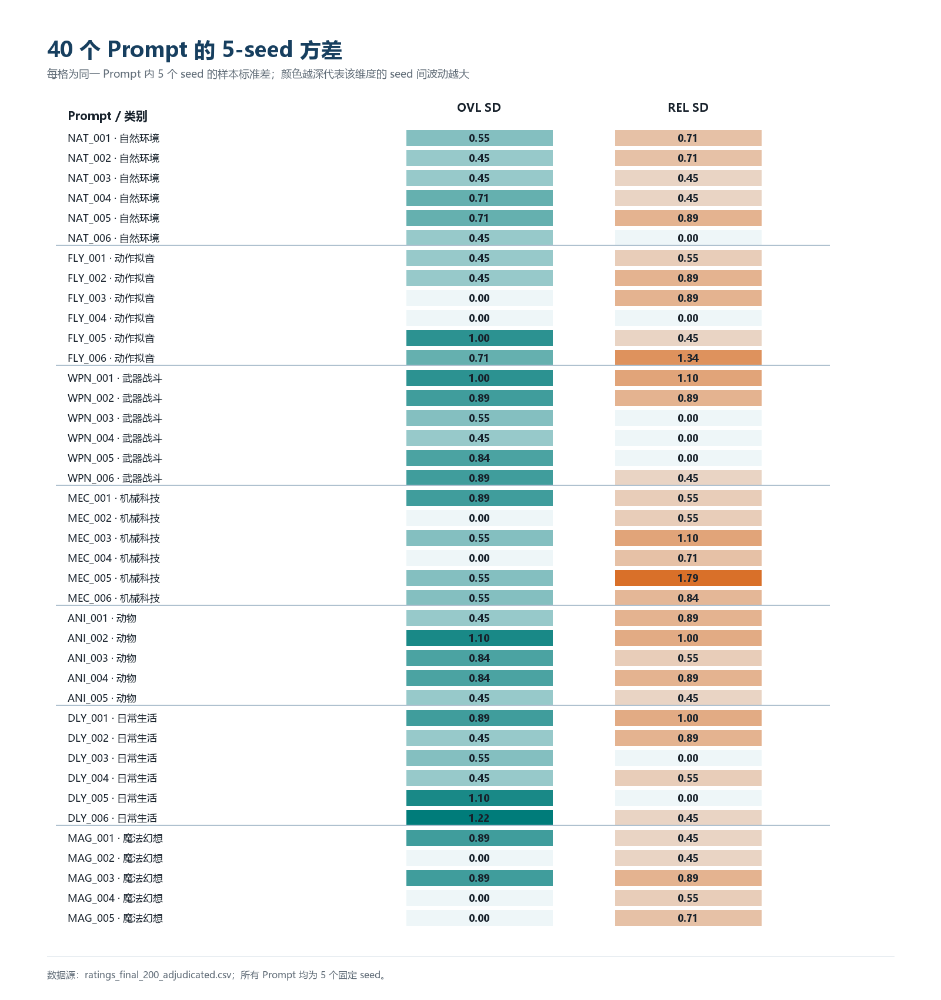 40 个 Prompt 的 5-seed 方差
每格为同一 Prompt 内 5 个 seed 的样本标准差；颜色越深代表该维度的 seed 间波动越大
Prompt / 类别 OVL SD REL SD
NAT_001 · 自然环境 0.55 0.71
NAT_002 · 自然环境 0.45 0.71
NAT_003 · 自然环境 0.45 0.45
NAT_004 · 自然环境 0.71 0.45
NAT_005 · 自然环境 0.71 0.89
NAT_006 · 自然环境 0.45 0.00
FLY_001 · 动作拟音 0.45 0.55
FLY_002 · 动作拟音 0.45 0.89
FLY_003 · 动作拟音 0.00 0.89
FLY_004 · 动作拟音 0.00 0.00
FLY_005 · 动作拟音 1.00 0.45
FLY_006 · 动作拟音 0.71 1.34
WPN_001 · 武器战斗 1.00 1.10
WPN_002 · 武器战斗 0.89 0.89
WPN_003 · 武器战斗 0.55 0.00
WPN_004 · 武器战斗 0.45 0.00
WPN_005 · 武器战斗 0.84 0.00
WPN_006 · 武器战斗 0.89 0.45
MEC_001 · 机械科技 0.89 0.55
MEC_002 · 机械科技 0.00 0.55
MEC_003 · 机械科技 0.55 1.10
MEC_004 · 机械科技 0.00 0.71
MEC_005 · 机械科技 0.55 1.79
MEC_006 · 机械科技 0.55 0.84
ANI_001 · 动物 0.45 0.89
ANI_002 · 动物 1.10 1.00
ANI_003 · 动物 0.84 0.55
ANI_004 · 动物 0.84 0.89
ANI_005 · 动物 0.45 0.45
DLY_001 · 日常生活 0.89 1.00
DLY_002 · 日常生活 0.45 0.89
DLY_003 · 日常生活 0.55 0.00
DLY_004 · 日常生活 0.45 0.55
DLY_005 · 日常生活 1.10 0.00
DLY_006 · 日常生活 1.22 0.45
MAG_001 · 魔法幻想 0.89 0.45
MAG_002 · 魔法幻想 0.00 0.45
MAG_003 · 魔法幻想 0.89 0.89
MAG_004 · 魔法幻想 0.00 0.55
MAG_005 · 魔法幻想 0.00 0.71
数据源：ratings_final_200_adjudicated.csv；所有 Prompt 均为 5 个固定 seed。